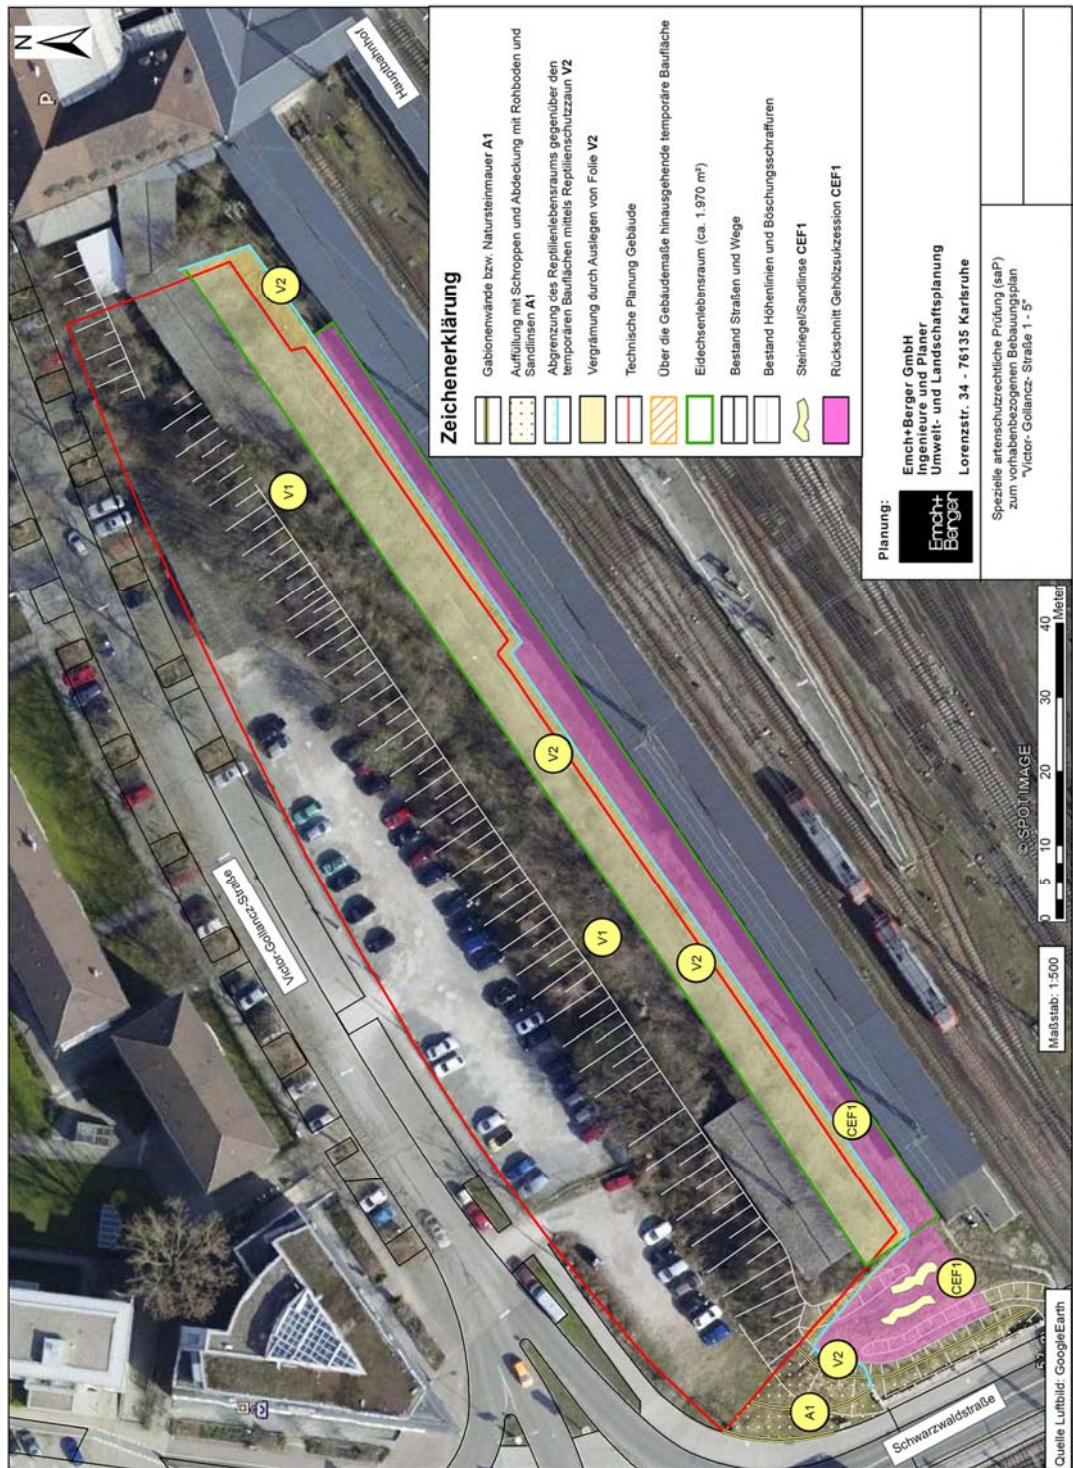 N
P
Hauptbahnhof
Victor-Gollancz-Straße
Schwarzwaldstraße
V1
V1
V2
V2
V2
V2
A1
CEF1
CEF1
Zeichenerklärung
Gabionenwände bzw. Natursteinmauer A1
Auffüllung mit Schroppen und Abdeckung mit Rohboden und
Sandlinsen A1
Abgrenzung des Reptilienlebensraums gegenüber den
temporären Bauflächen mittels Reptilienschutzzaun V2
Vergrämung durch Auslegen von Folie V2
Technische Planung Gebäude
Über die Gebäudemaße hinausgehende temporäre Baufläche
Eidechsenlebensraum (ca. 1.970 m²)
Bestand Straßen und Wege
Bestand Höhenlinien und Böschungsschraffuren
Steinriegel/Sandlinse CEF1
Rückschnitt Gehölzsukzession CEF1
Planung:
Emch+
Berger
Emch+Berger GmbH
Ingenieure und Planer
Umwelt- und Landschaftsplanung
Lorenzstr. 34 - 76135 Karlsruhe
Spezielle artenschutzrechtliche Prüfung (saP)
zum vorhabenbezogenen Bebauungsplan
"Victor- Gollancz- Straße 1 - 5"
© SPOT IMAGE
Quelle Luftbild: GoogleEarth
Maßstab: 1:500
0 5 10 20 30 40
Meter